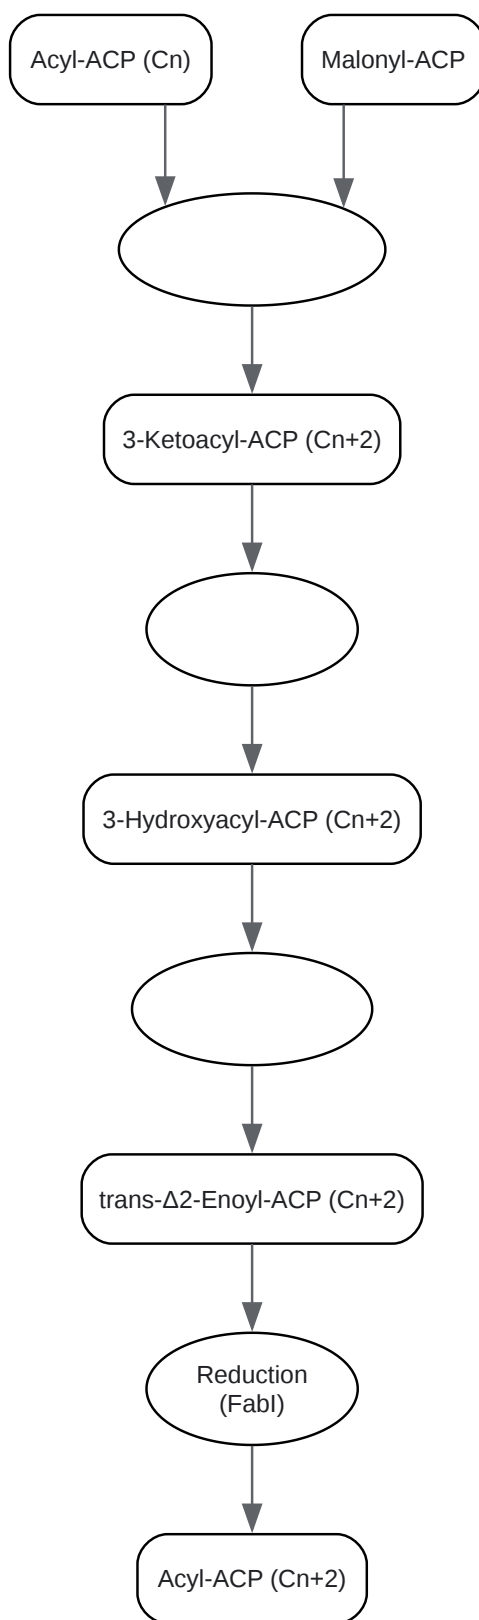 Acyl-ACP (Cn)
Malonyl-ACP
3-Ketoacyl-ACP (Cn+2)
3-Hydroxyacyl-ACP (Cn+2)
trans-Δ2-Enoyl-ACP (Cn+2)
Reduction
(FabI)
Acyl-ACP (Cn+2)